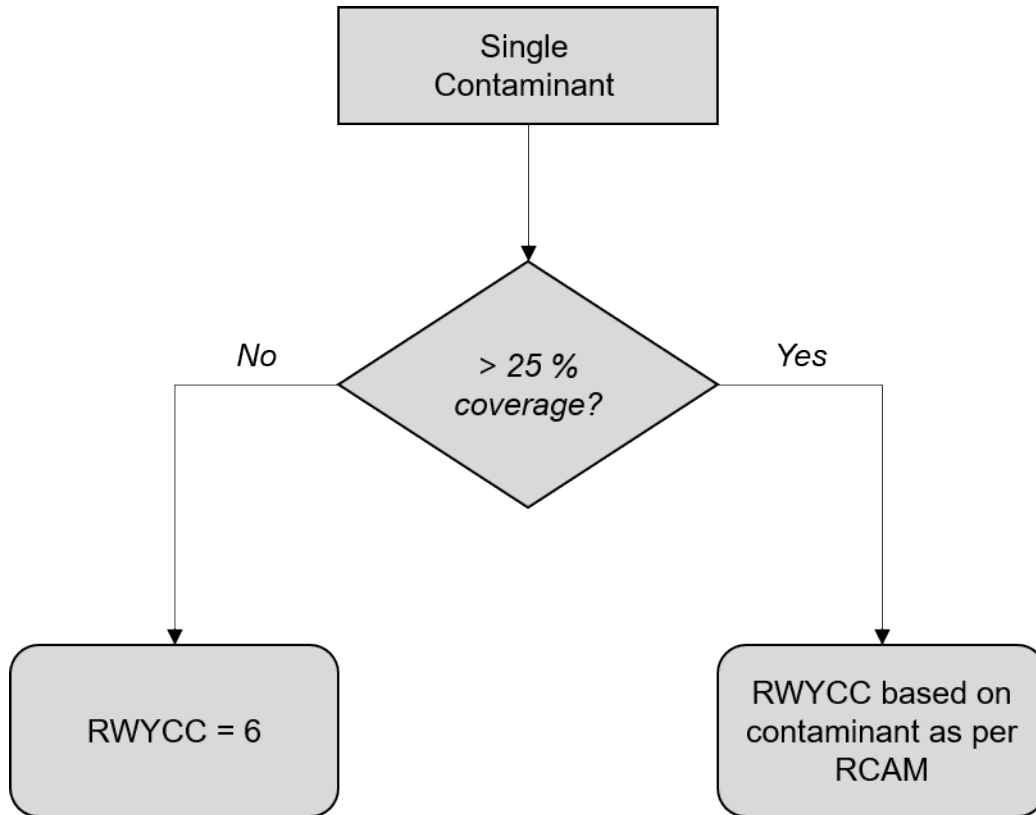 Single
Contaminant
No
Yes
> 25 %
coverage?
RWYCC = 6
RWYCC based on
contaminant as per
RCAM